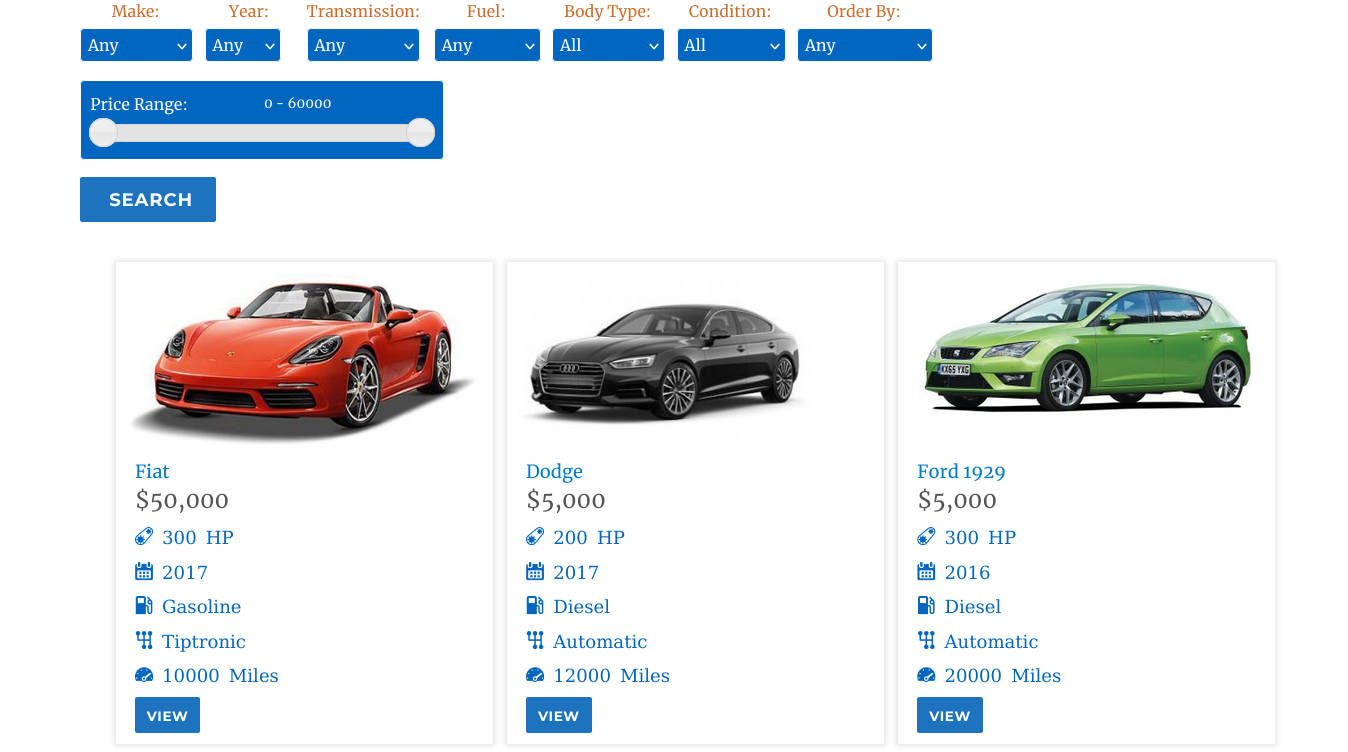 Make: Year: Transmission: Fuel: Body Type: Condition: Order By:
Any Any Any Any All All Any
Price Range: 0 - 60000
SEARCH
KX65 YXG
Fiat
$50,000
300 HP
2017
Gasoline
Tiptronic
10000 Miles
VIEW
Dodge
$5,000
200 HP
2017
Diesel
Automatic
12000 Miles
VIEW
Ford 1929
$5,000
300 HP
2016
Diesel
Automatic
20000 Miles
VIEW